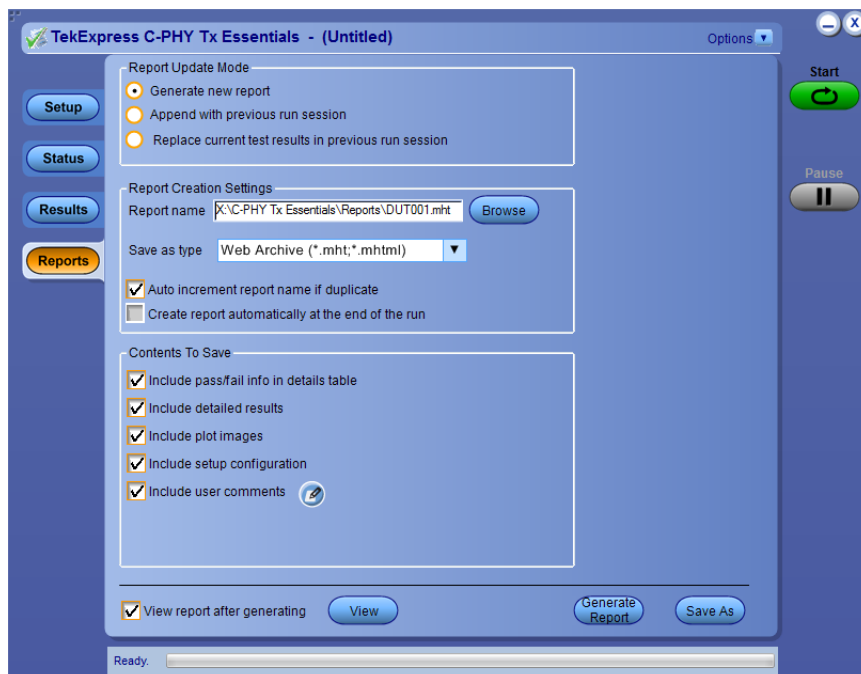 TekExpress C-PHY Tx Essentials - (Untitled)
Options
X
Start
Pause
Setup
Status
Results
Reports
Report Update Mode
Generate new report
Append with previous run session
Replace current test results in previous run session
Report Creation Settings
Report name X:\C-PHY Tx Essentials\Reports\DUT001.mht Browse
Save as type Web Archive (*.mht;*.mhtml)
Auto increment report name if duplicate
Create report automatically at the end of the run
Contents To Save
Include pass/fail info in details table
Include detailed results
Include plot images
Include setup configuration
Include user comments
View report after generating View
Generate
Report
Save As
Ready.